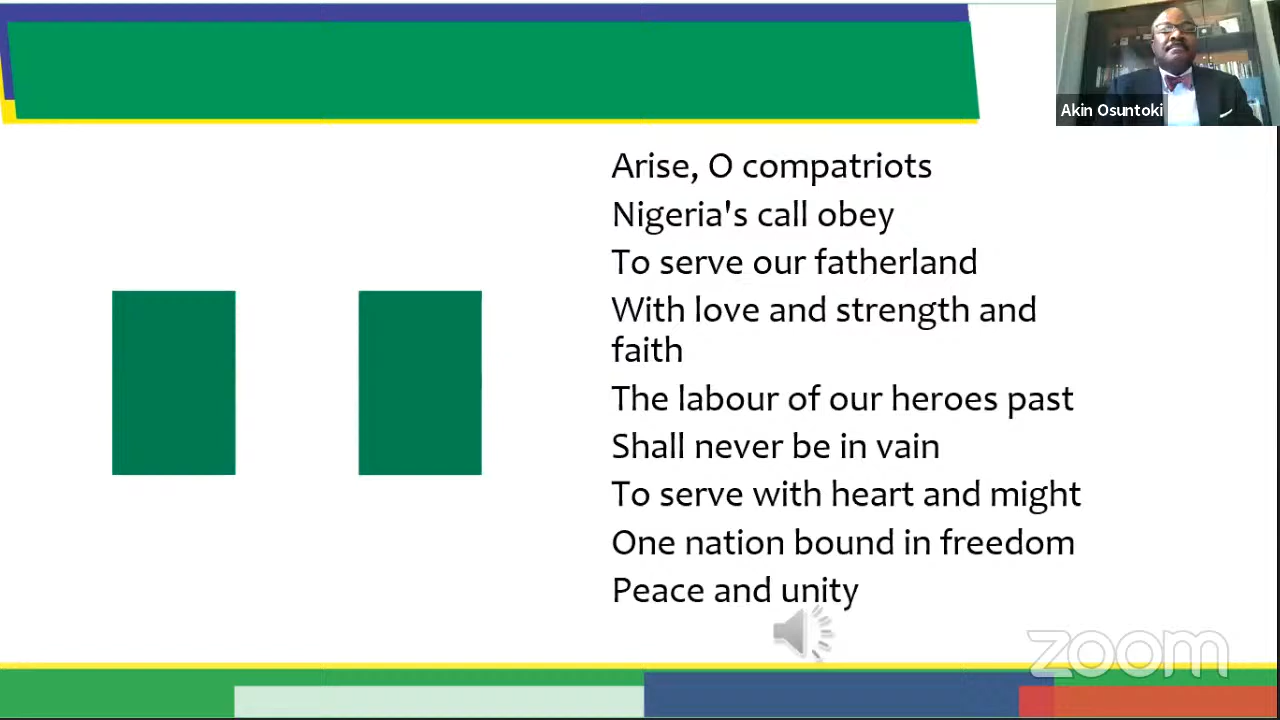 Akin Osuntoki
Arise, O compatriots
Nigeria's call obey
To serve our fatherland
With love and strength and
faith
The labour of our heroes past
Shall never be in vain
To serve with heart and might
One nation bound in freedom
Peace and unity
zoom